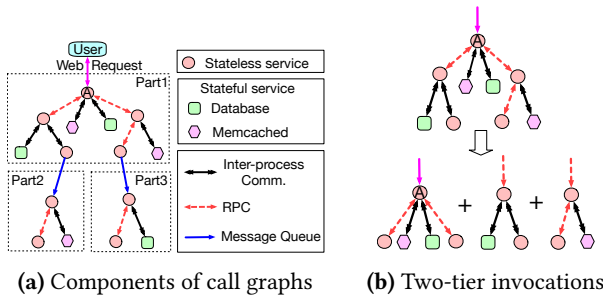 User
Web Request
Part1
A
Part2
Part3
Stateless service
Stateful service
Database
Memcached
Inter-process
Comm.
RPC
Message Queue
(a) Components of call graphs
A
A
+
+
(b) Two-tier invocations